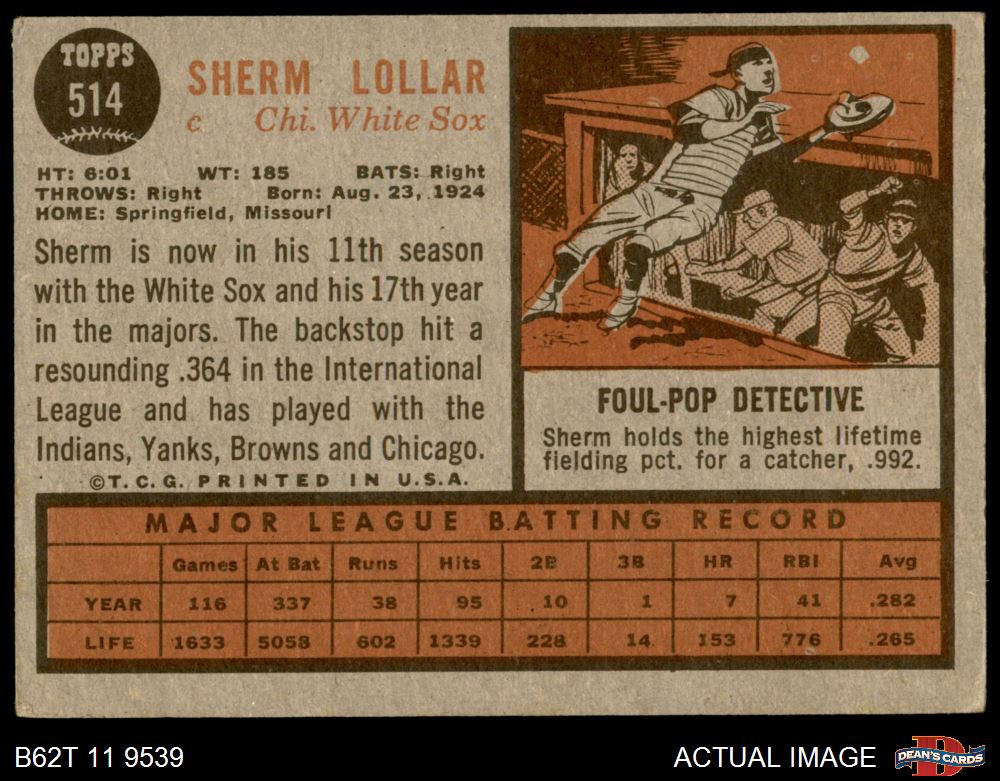 TOPPS
514
SHERM LOLLAR
c Chi. White Sox
HT: 6:01 WT: 185 BATS: Right
THROWS: Right Born: Aug. 23, 1924
HOME: Springfield, Missouri
Sherm is now in his 11th season
with the White Sox and his 17th year
in the majors. The backstop hit a
resounding .364 in the International
League and has played with the
Indians, Yanks, Browns and Chicago.
©T.C.G. PRINTED IN U.S.A.
FOUL-POP DETECTIVE
Sherm holds the highest lifetime
fielding pct. for a catcher, .992.
MAJOR LEAGUE BATTING RECORD
Games At Bat Runs Hits 2B 3B HR RBI Avg
YEAR 116 337 38 95 10 1 7 41 .282
LIFE 1633 5058 602 1339 228 14 153 776 .265
B62T 11 9539
ACTUAL IMAGE
D
DEAN'S CARDS